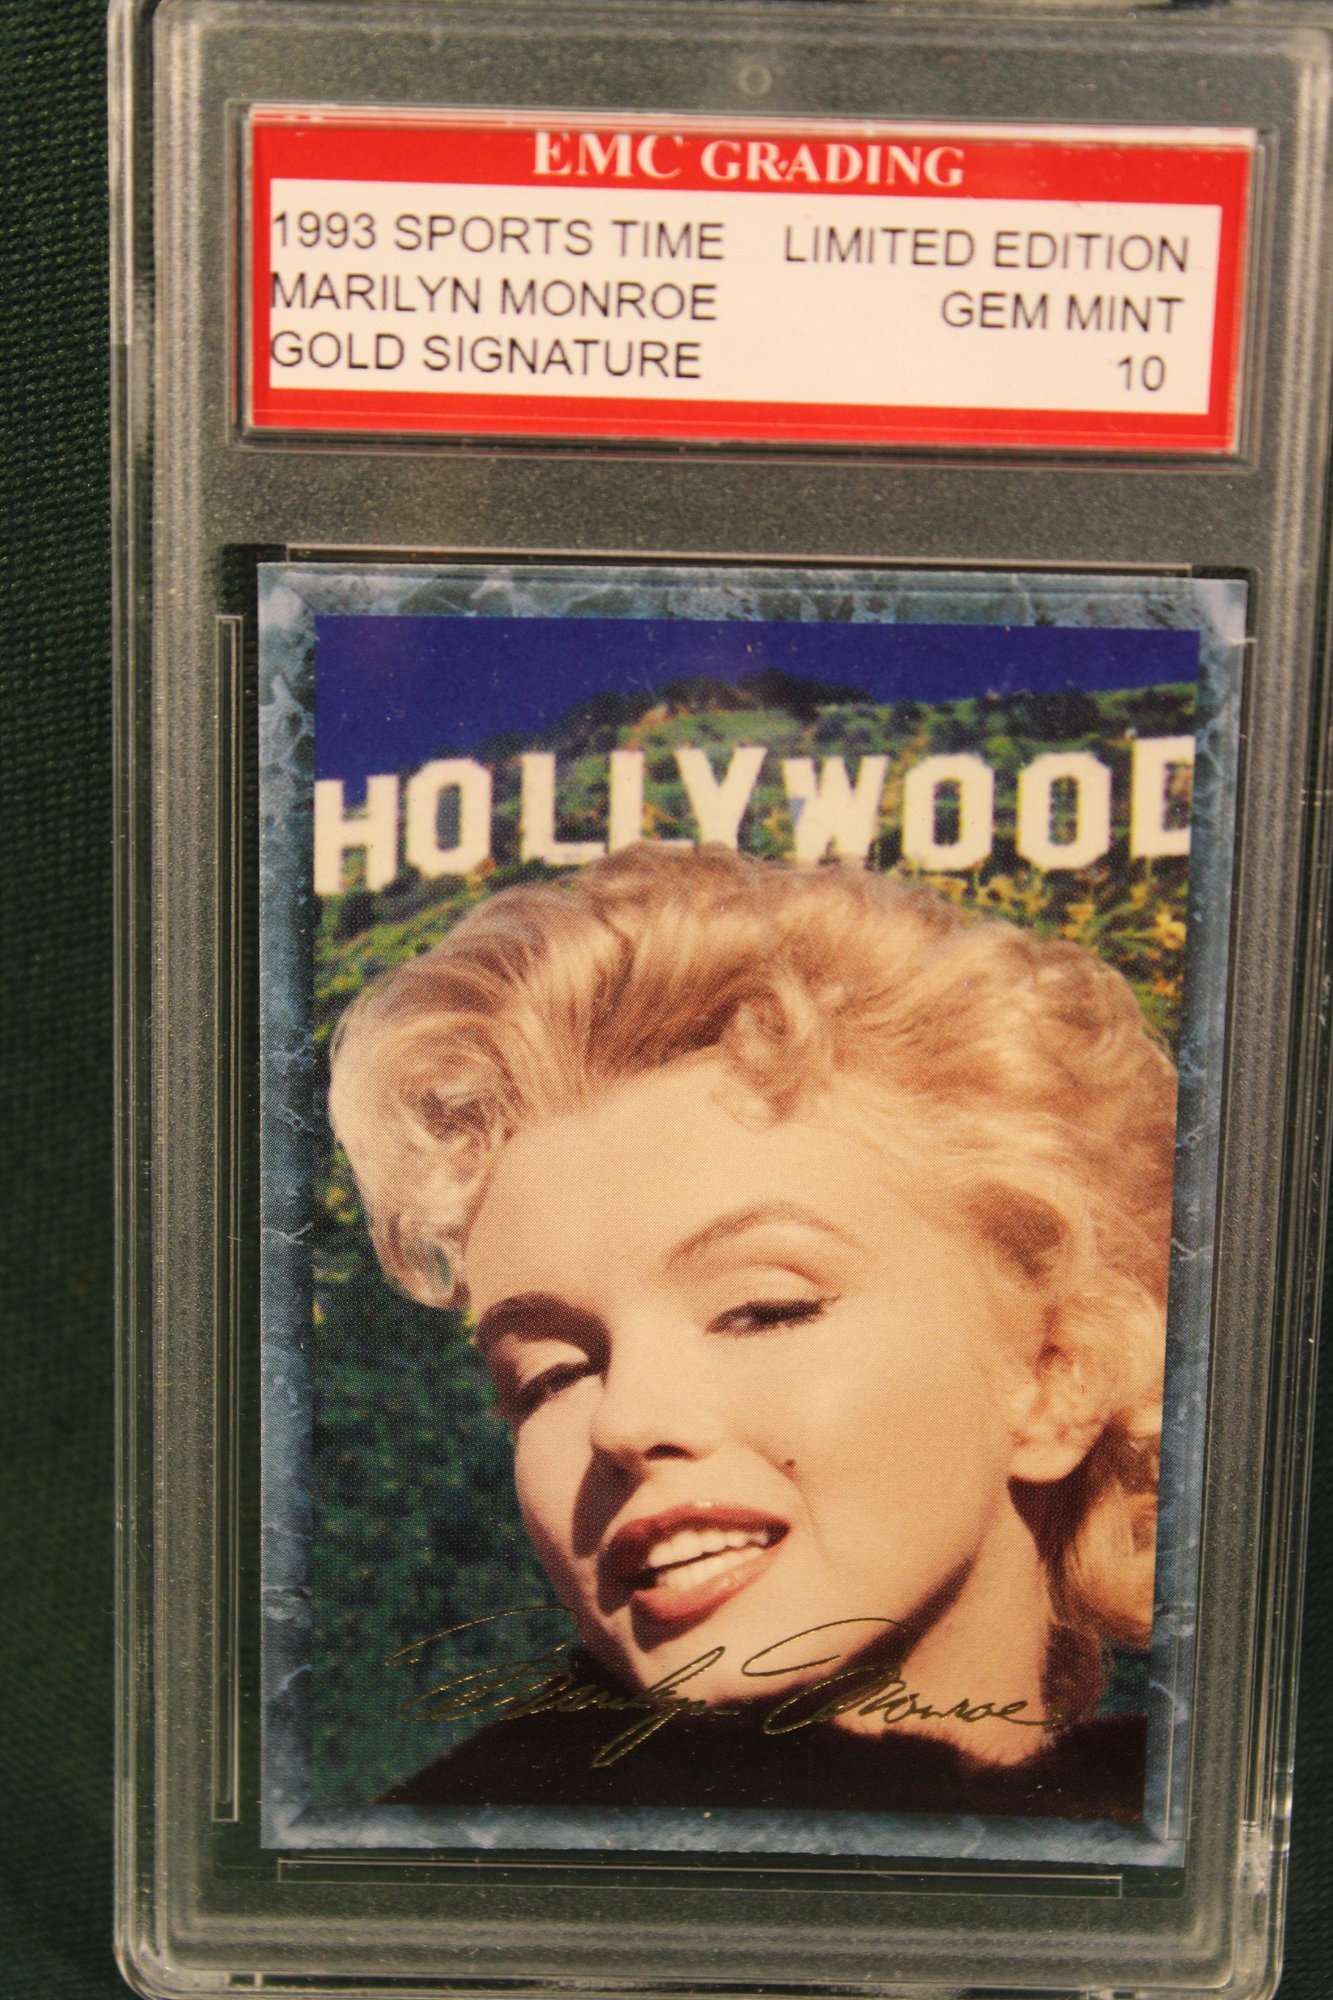 EMC GRADING
1993 SPORTS TIME LIMITED EDITION
MARILYN MONROE GEM MINT
GOLD SIGNATURE 10
HOLLYWOOD
Marilyn Monroe